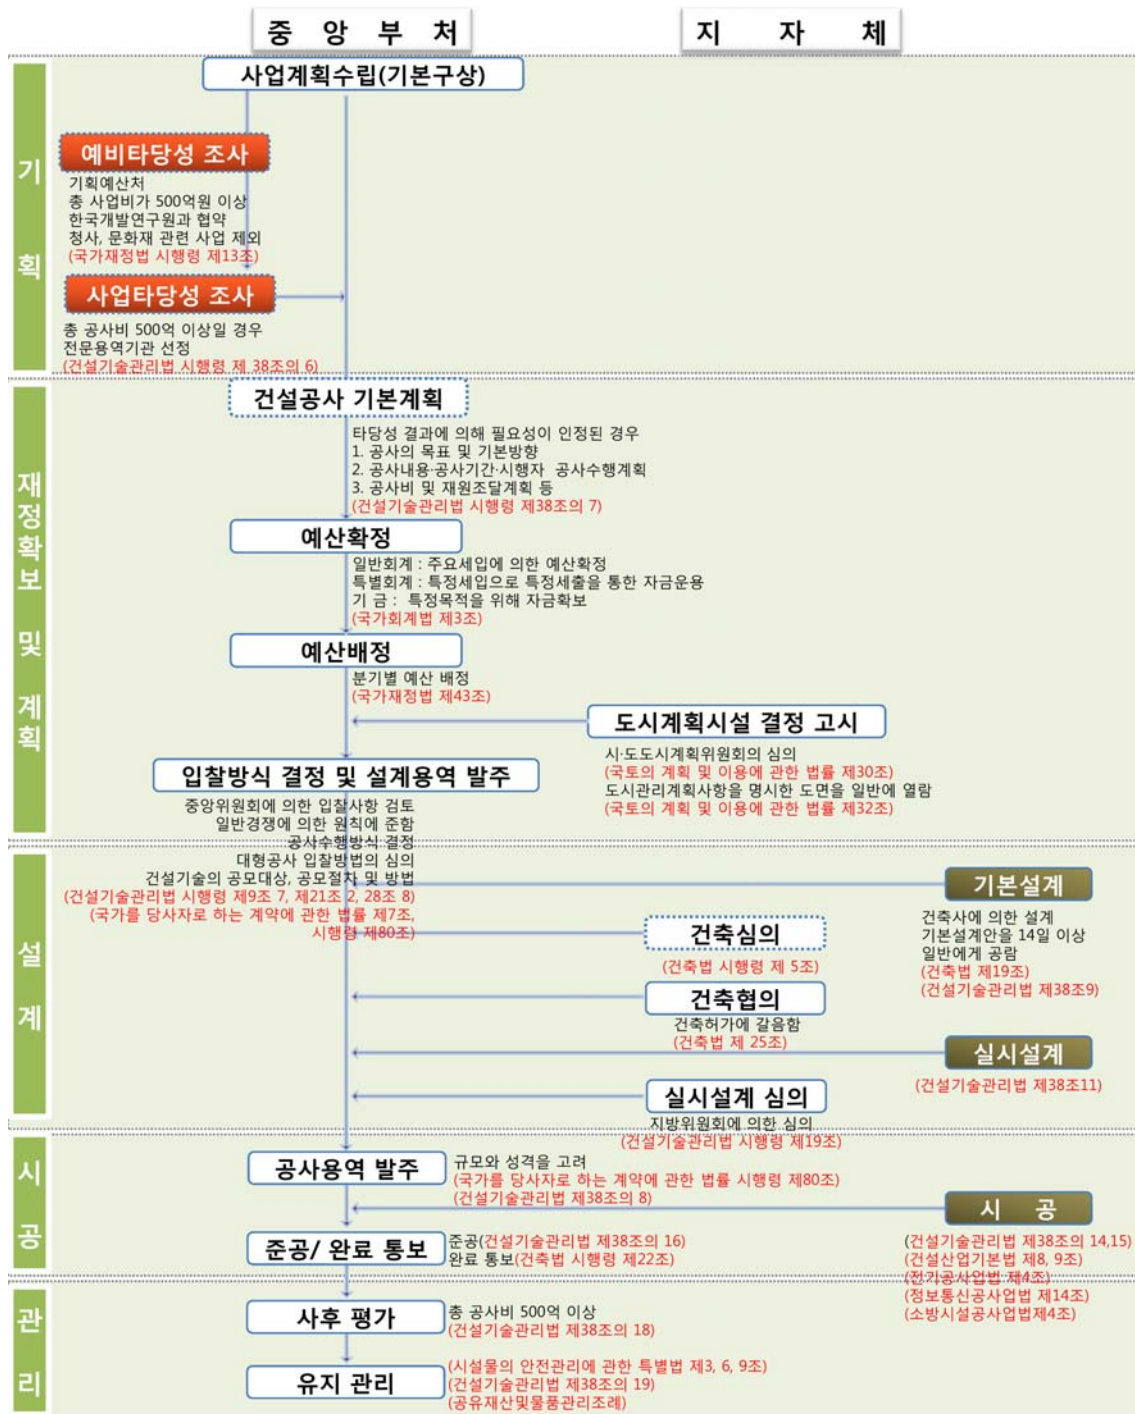 중 앙 부 처
지 자 체
기 획
사업계획수립(기본구상)
예비타당성 조사
기획예산처
총 사업비가 500억원 이상
한국개발연구원과 협약
청사, 문화재 관련 사업 제외
(국가재정법 시행령 제13조)
사업타당성 조사
총 공사비 500억 이상일 경우
전문용역기관 선정
(건설기술관리법 시행령 제 38조의 6)
재정확보 및 계획
건설공사 기본계획
타당성 결과에 의해 필요성이 인정된 경우
1. 공사의 목표 및 기본방향
2. 공사내용·공사기간·시행자 공사수행계획
3. 공사비 및 재원조달계획 등
(건설기술관리법 시행령 제38조의 7)
예산확정
일반회계 : 주요세입에 의한 예산확정
특별회계 : 특정세입으로 특정세출을 통한 자금운용
기 금 : 특정목적을 위해 자금확보
(국가회계법 제3조)
예산배정
분기별 예산 배정
(국가재정법 제43조)
도시계획시설 결정 고시
시·도도시계획위원회의 심의
(국토의 계획 및 이용에 관한 법률 제30조)
도시관리계획사항을 명시한 도면을 일반에 열람
(국토의 계획 및 이용에 관한 법률 제32조)
입찰방식 결정 및 설계용역 발주
중앙위원회에 의한 입찰사항 검토
일반경쟁에 의한 원칙에 준함
공사수행방식 결정
대형공사 입찰방법의 심의
건설기술의 공모대상, 공모절차 및 방법
(건설기술관리법 시행령 제9조 7, 제21조 2, 28조 8)
(국가를 당사자로 하는 계약에 관한 법률 제7조,
시행령 제80조)
설 계
기본설계
건축사에 의한 설계
기본설계안을 14일 이상
일반에게 공람
(건축법 제19조)
(건설기술관리법 제38조9)
건축심의
(건축법 시행령 제 5조)
건축협의
건축허가에 갈음함
(건축법 제 25조)
실시설계
(건설기술관리법 제38조11)
실시설계 심의
지방위원회에 의한 심의
(건설기술관리법 시행령 제19조)
시 공
공사용역 발주
규모와 성격을 고려
(국가를 당사자로 하는 계약에 관한 법률 시행령 제80조)
(건설기술관리법 제38조의 8)
시 공
(건설기술관리법 제38조의 14,15)
(건설산업기본법 제8, 9조)
(전기공사업법 제4조)
(정보통신공사업법 제14조)
(소방시설공사업법제4조)
준공/ 완료 통보
준공(건설기술관리법 제38조의 16)
완료 통보(건축법 시행령 제22조)
관 리
사후 평가
총 공사비 500억 이상
(건설기술관리법 제38조의 18)
유지 관리
(시설물의 안전관리에 관한 특별법 제3, 6, 9조)
(건설기술관리법 제38조의 19)
(공유재산및물품관리조례)